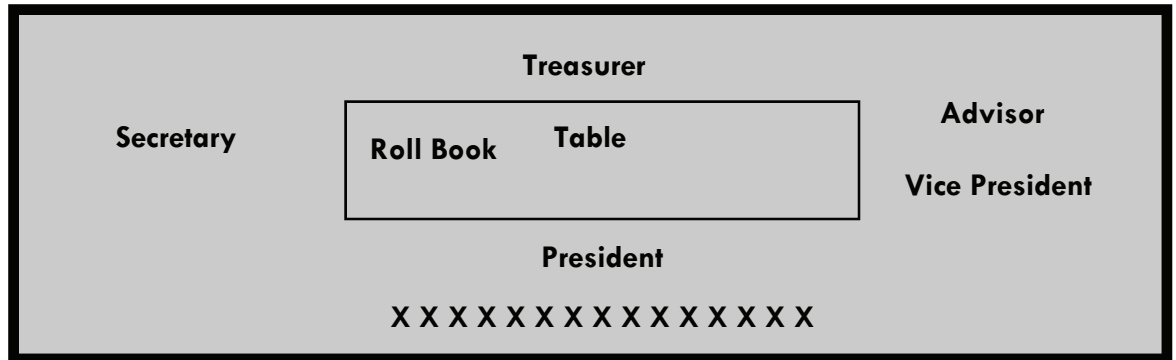 Treasurer
Advisor
Secretary
Roll Book
Table
Vice President
President
X X X X X X X X X X X X X X X